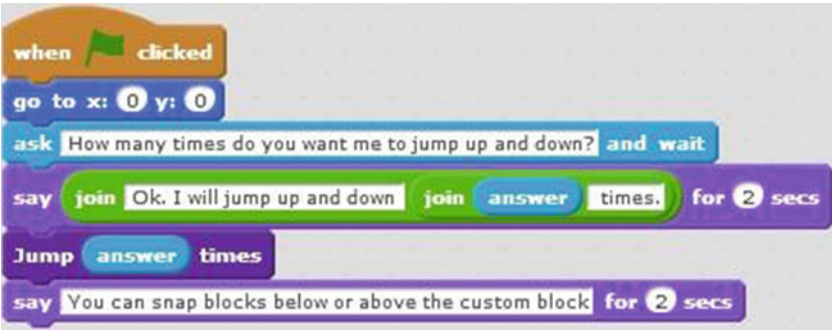 when clicked
go to x: 0 y: 0
ask How many times do you want me to jump up and down? and wait
say join Ok. I will jump up and down join answer times. for 2 secs
Jump answer times
say You can snap blocks below or above the custom block for 2 secs